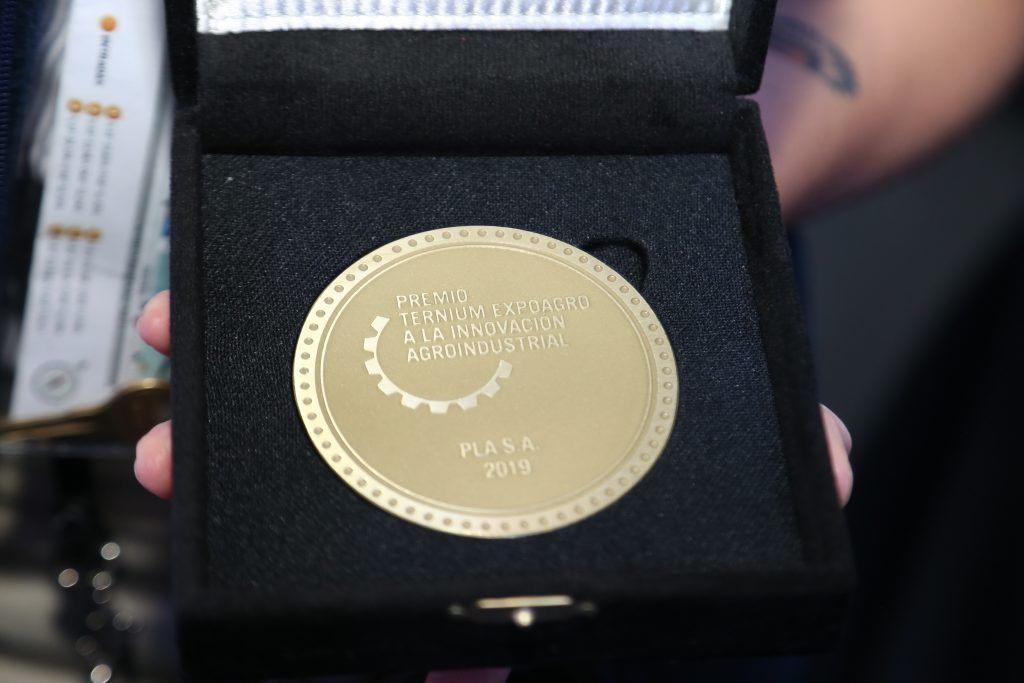 PREMIO
TERNIUM EXPOAGRO
A LA INNOVACIÓN
AGROINDUSTRIAL
PLA S.A.
2019